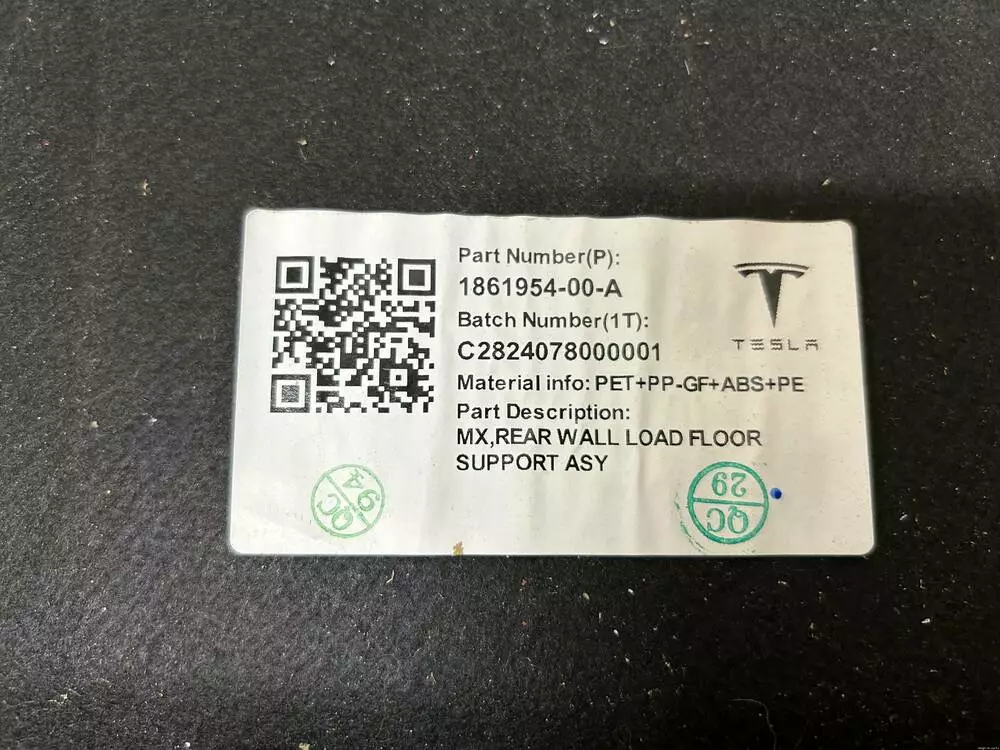 Part Number(P):
1861954-00-A
Batch Number(1T):
C2824078000001
Material info: PET+PP-GF+ABS+PE
Part Description:
MX,REAR WALL LOAD FLOOR
SUPPORT ASY
TESLA
QC
94
29
QC